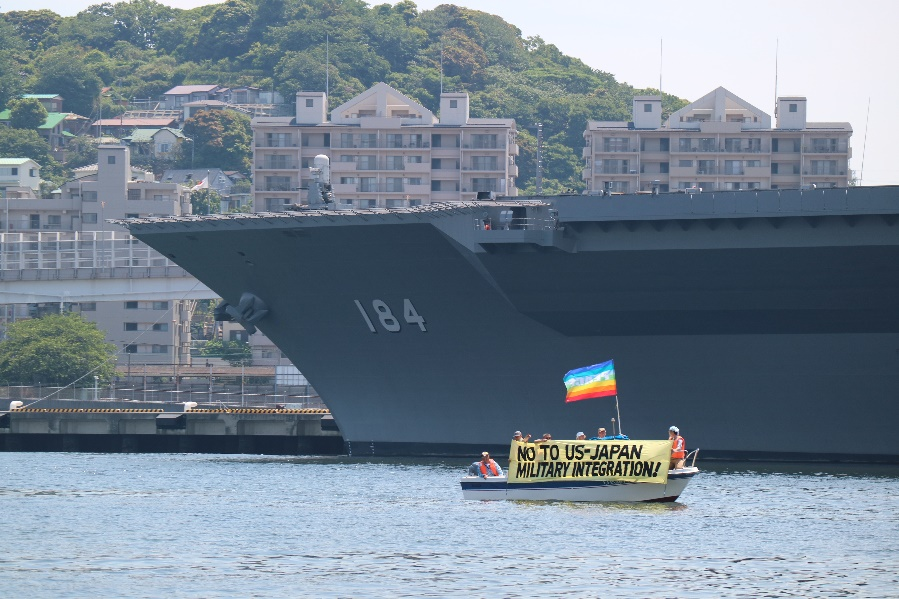 184
NO TO US-JAPAN
MILITARY INTEGRATION!